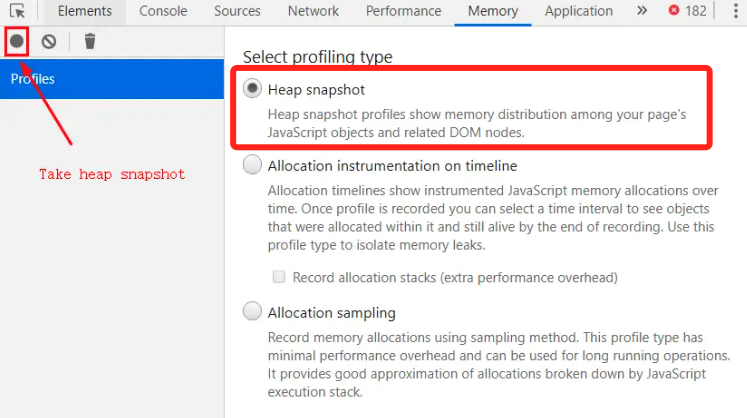 Elements Console Sources Network Performance Memory Application » 182
Profiles
Take heap snapshot
Select profiling type
Heap snapshot
Heap snapshot profiles show memory distribution among your page's
JavaScript objects and related DOM nodes.
Allocation instrumentation on timeline
Allocation timelines show instrumented JavaScript memory allocations over
time. Once profile is recorded you can select a time interval to see objects
that were allocated within it and still alive by the end of recording. Use this
profile type to isolate memory leaks.
Record allocation stacks (extra performance overhead)
Allocation sampling
Record memory allocations using sampling method. This profile type has
minimal performance overhead and can be used for long running operations.
It provides good approximation of allocations broken down by JavaScript
execution stack.